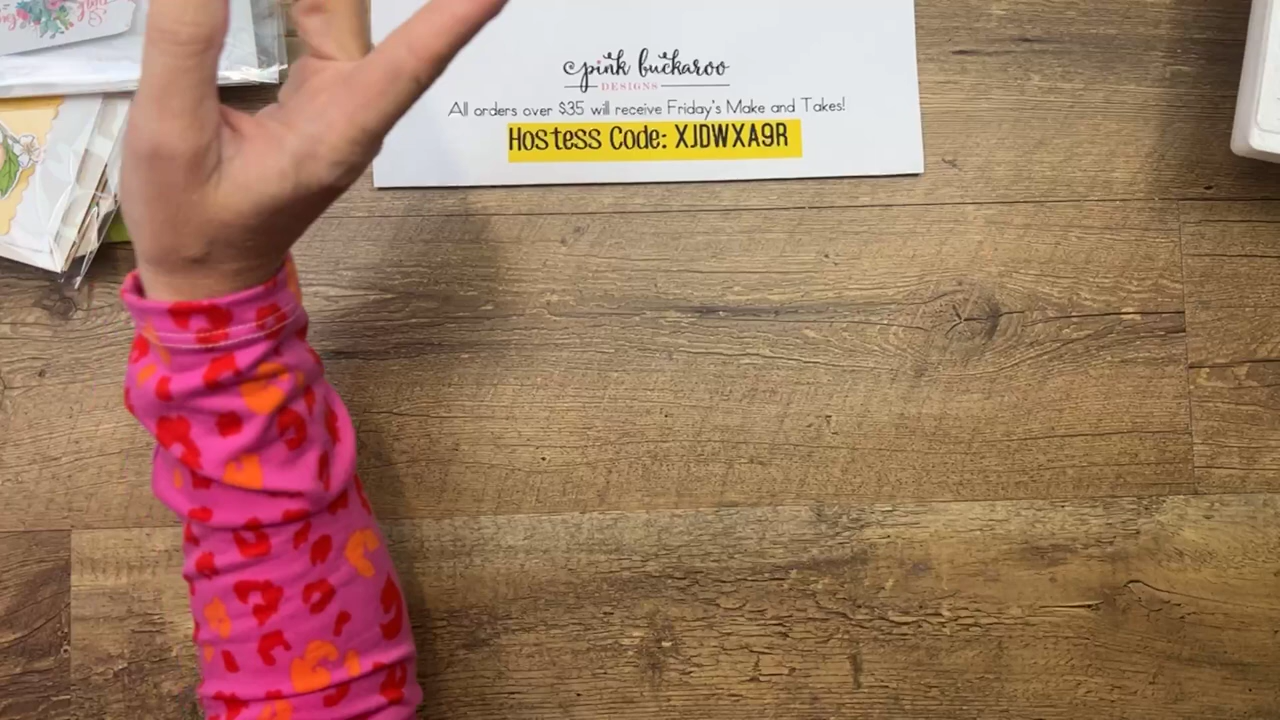 pink buckaroo
DESIGNS
All orders over $35 will receive Friday's Make and Takes!
Hostess Code: XJDWXA9R